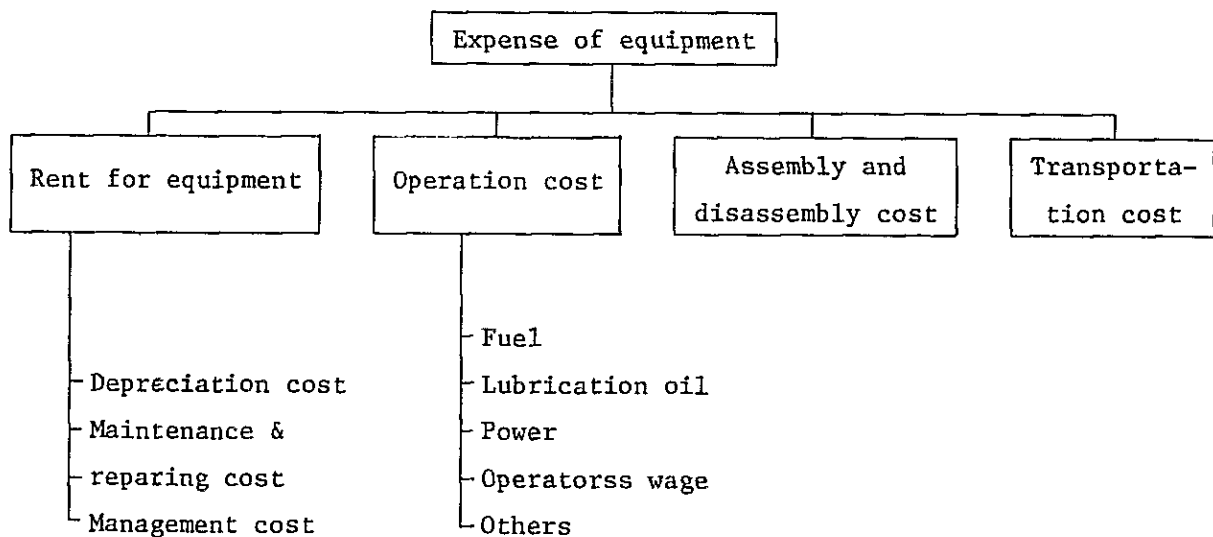 Expense of equipment
Rent for equipment
Operation cost
Assembly and
disassembly cost
Transporta-
tion cost
Depreciation cost
Maintenance &
reparing cost
Management cost
Fuel
Lubrication oil
Power
Operatorss wage
Others